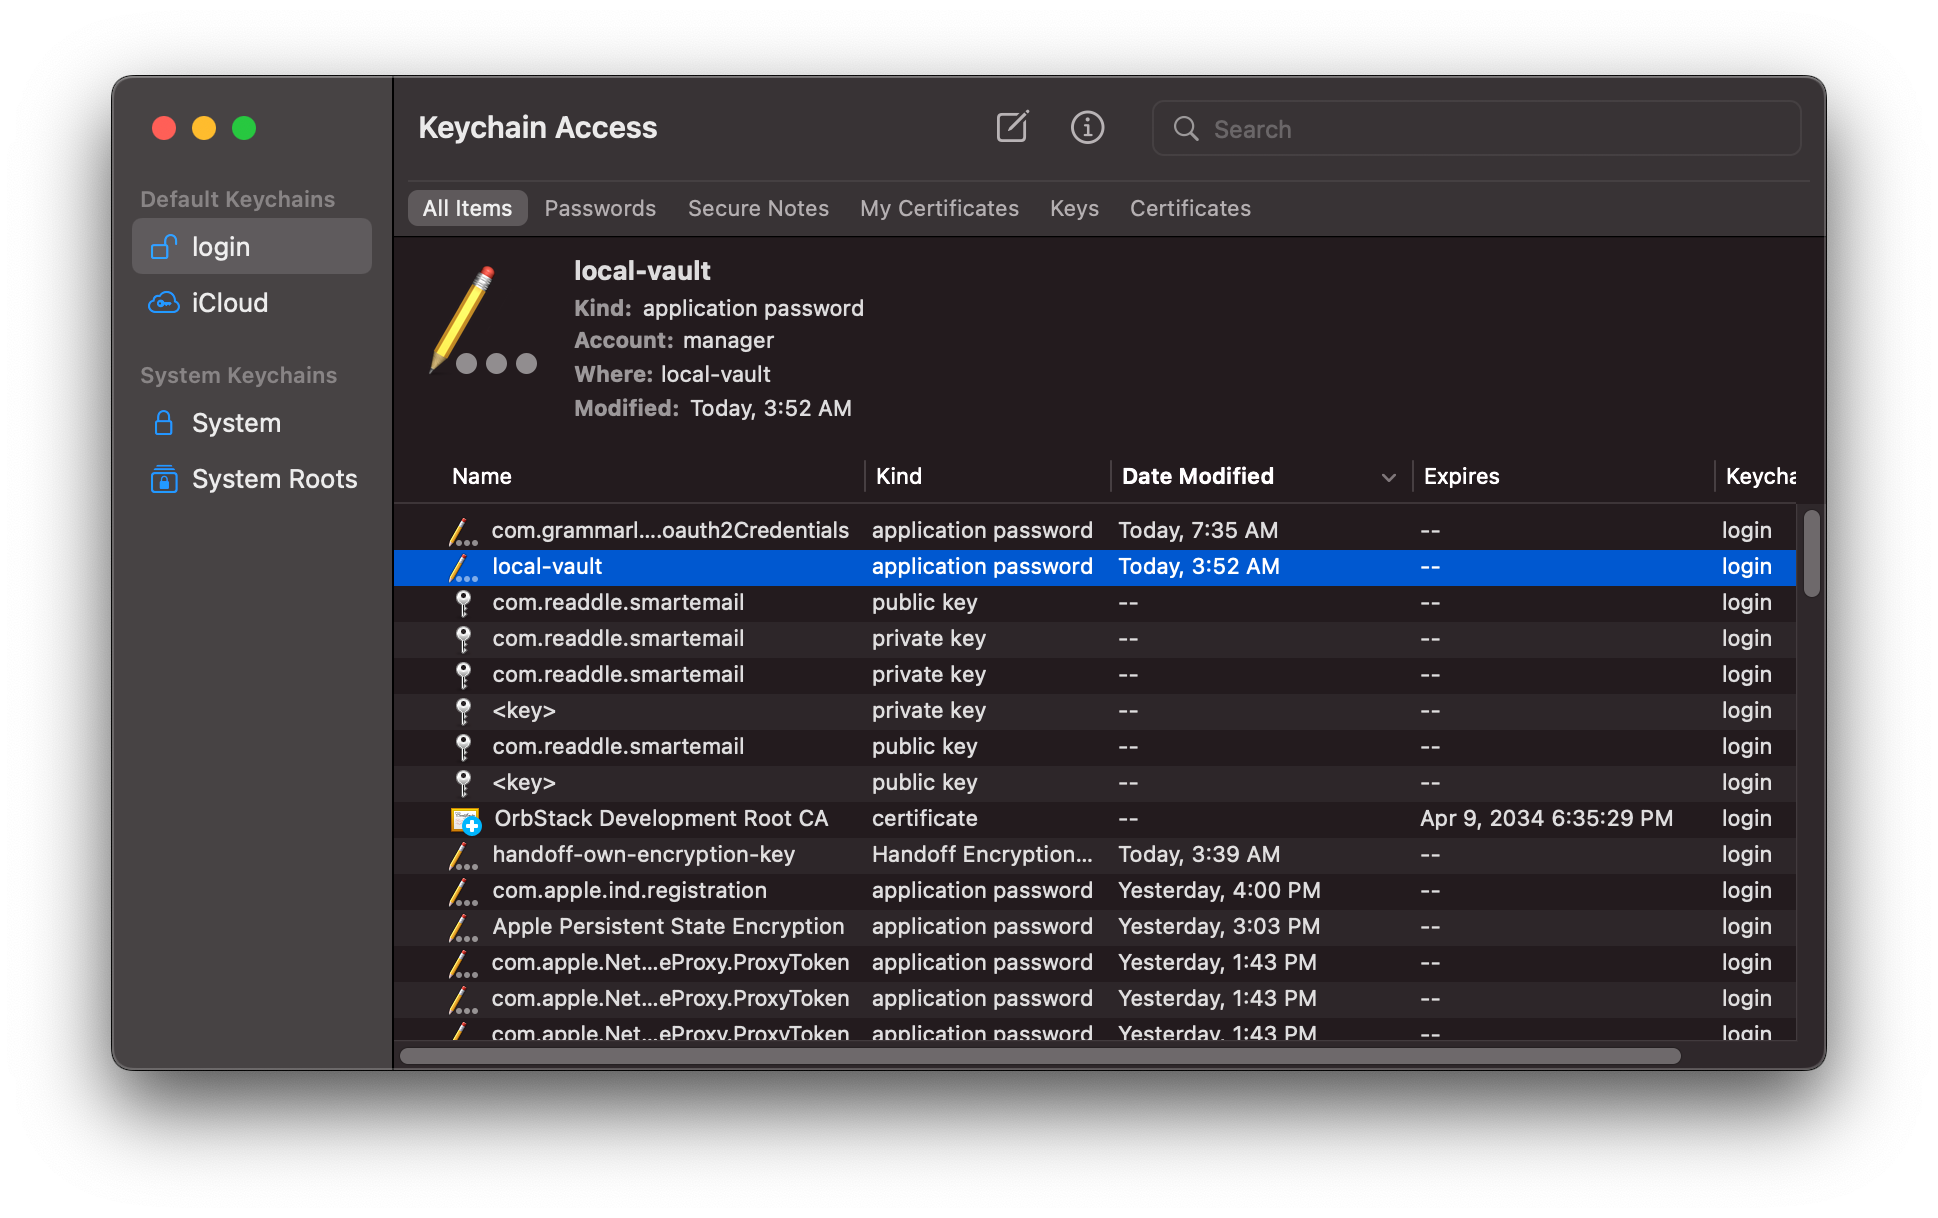 Keychain Access
Search
Default Keychains
login
iCloud
System Keychains
System
System Roots
All Items Passwords Secure Notes My Certificates Keys Certificates
local-vault
Kind: application password
Account: manager
Where: local-vault
Modified: Today, 3:52 AM
Name Kind Date Modified Expires Keycha
com.grammarl....oauth2Credentials application password Today, 7:35 AM -- login
local-vault application password Today, 3:52 AM -- login
com.readdle.smartemail public key -- -- login
com.readdle.smartemail private key -- -- login
com.readdle.smartemail private key -- -- login
<key> private key -- -- login
com.readdle.smartemail public key -- -- login
<key> public key -- -- login
OrbStack Development Root CA certificate -- Apr 9, 2034 6:35:29 PM login
handoff-own-encryption-key Handoff Encryption... Today, 3:39 AM -- login
com.apple.ind.registration application password Yesterday, 4:00 PM -- login
Apple Persistent State Encryption application password Yesterday, 3:03 PM -- login
com.apple.Net...eProxy.ProxyToken application password Yesterday, 1:43 PM -- login
com.apple.Net...eProxy.ProxyToken application password Yesterday, 1:43 PM -- login
com.apple.Net...eProxy.ProxyToken application password Yesterday, 1:43 PM -- login